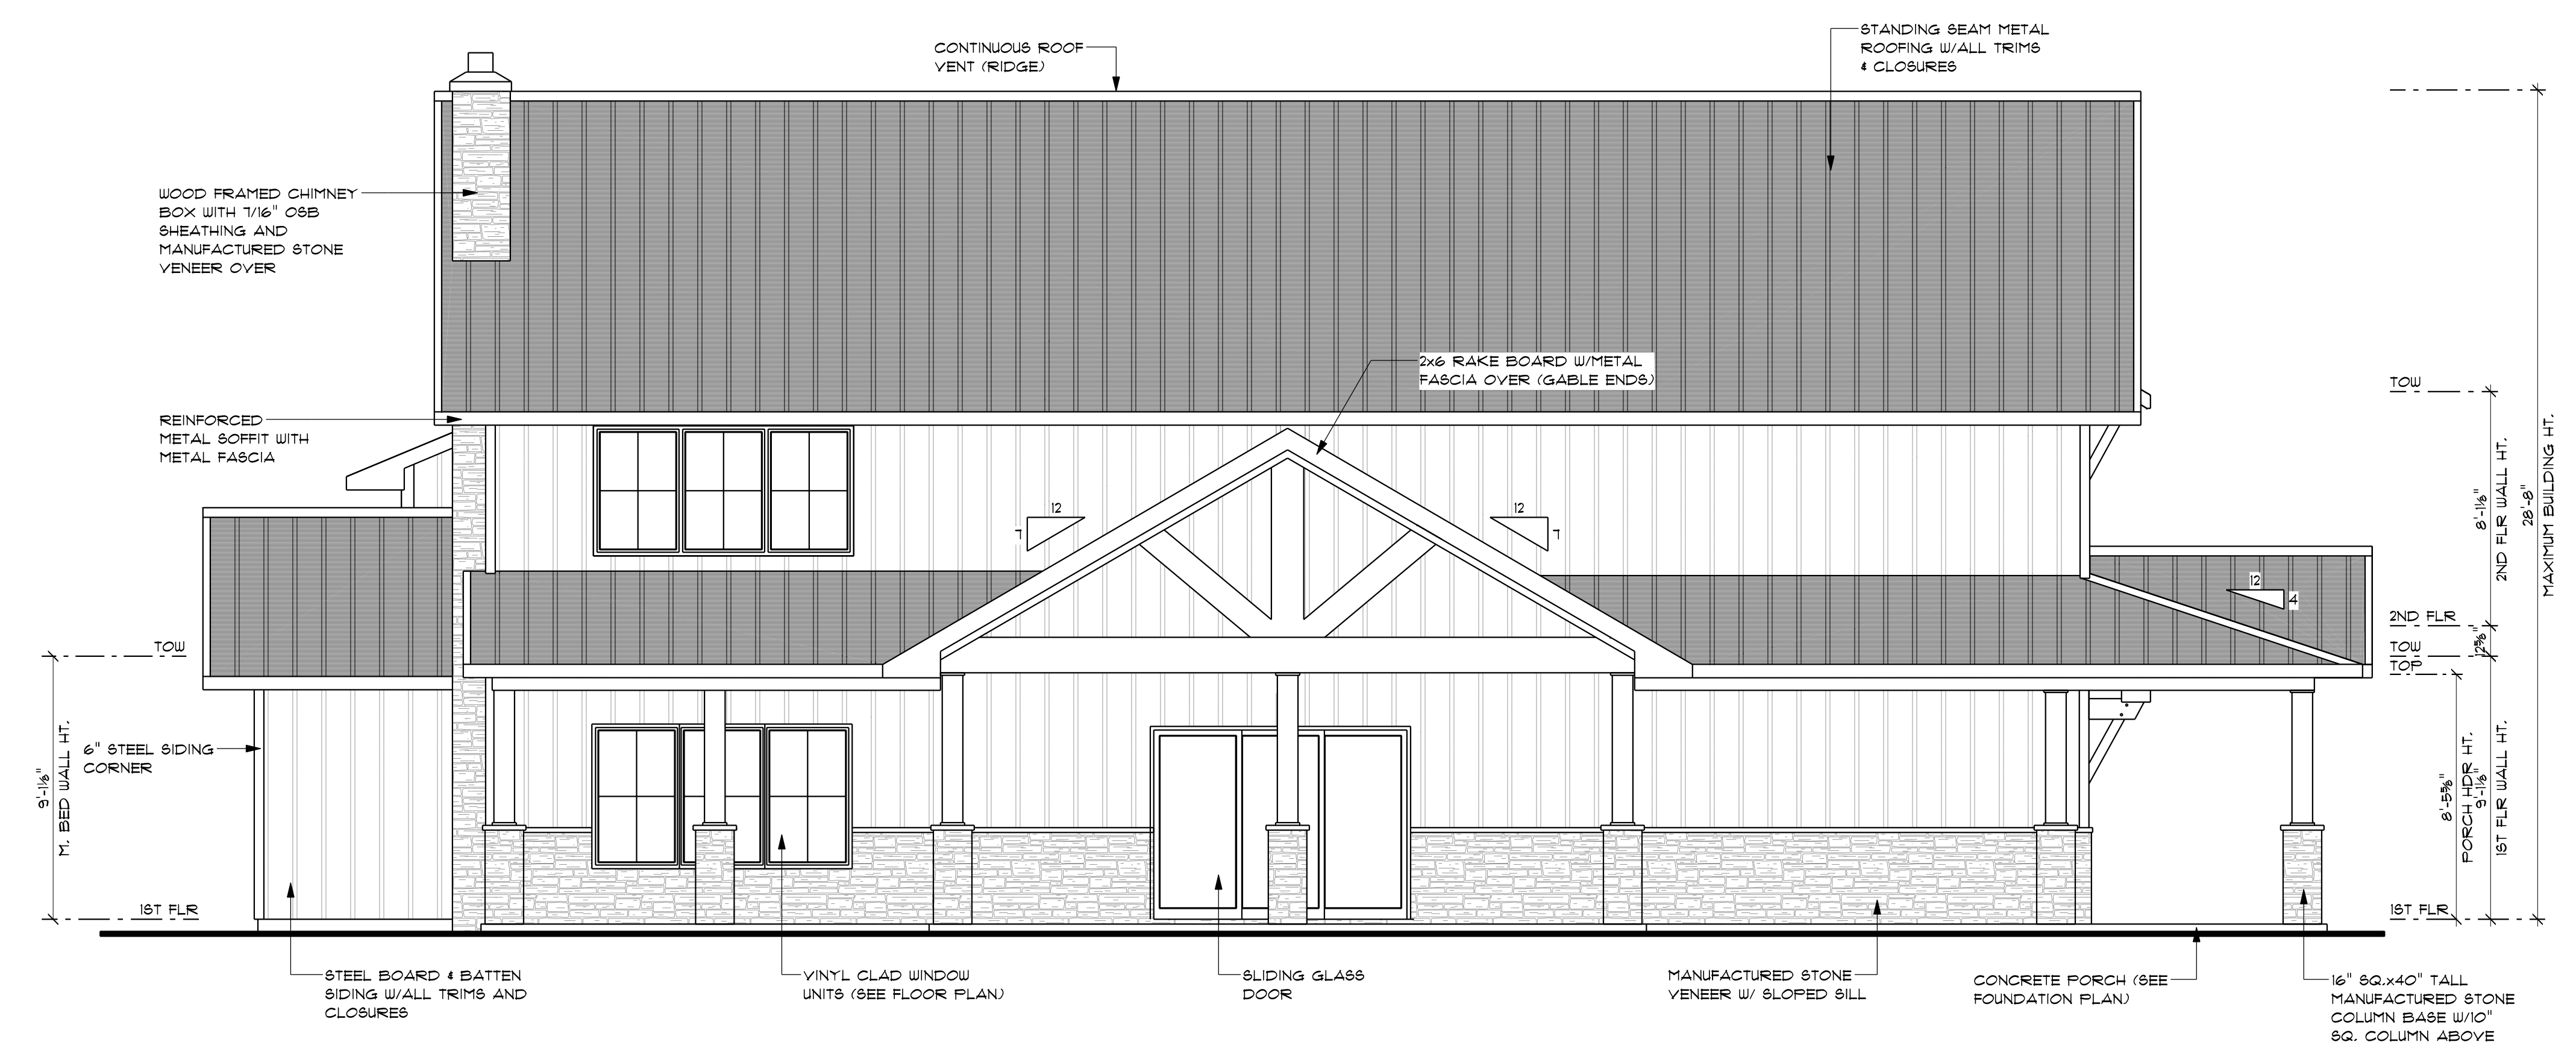 STANDING SEAM METAL
ROOFING W/ALL TRIMS
& CLOSURES
CONTINUOUS ROOF
VENT (RIDGE)
WOOD FRAMED CHIMNEY
BOX WITH 7/16" OSB
SHEATHING AND
MANUFACTURED STONE
VENEER OVER
2x6 RAKE BOARD W/METAL
FASCIA OVER (GABLE ENDS)
REINFORCED
METAL SOFFIT WITH
METAL FASCIA
TOW
8'-1⅛"
2ND FLR WALL HT.
28'-8"
MAXIMUM BUILDING HT.
12
7
12
7
12
4
2ND FLR
12⅝"
TOW
TOP
TOW
9'-1⅛"
M. BED WALL HT.
6" STEEL SIDING
CORNER
8'-5⅝"
PORCH HDR HT.
9'-1⅛"
1ST FLR WALL HT.
1ST FLR
1ST FLR
STEEL BOARD & BATTEN
SIDING W/ALL TRIMS AND
CLOSURES
VINYL CLAD WINDOW
UNITS (SEE FLOOR PLAN)
SLIDING GLASS
DOOR
MANUFACTURED STONE
VENEER W/ SLOPED SILL
CONCRETE PORCH (SEE
FOUNDATION PLAN)
16" SQ.x40" TALL
MANUFACTURED STONE
COLUMN BASE W/10"
SQ. COLUMN ABOVE